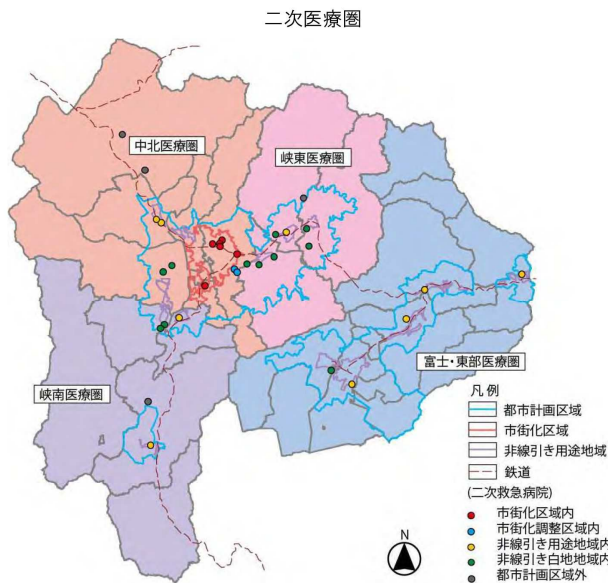 二次医療圏
中北医療圏
峡東医療圏
富士・東部医療圏
峡南医療圏
凡 例
都市計画区域
市街化区域
非線引き用途地域
鉄道
(二次救急病院)
市街化区域内
市街化調整区域内
非線引き用途地域内
非線引き白地地域内
都市計画区域外
N